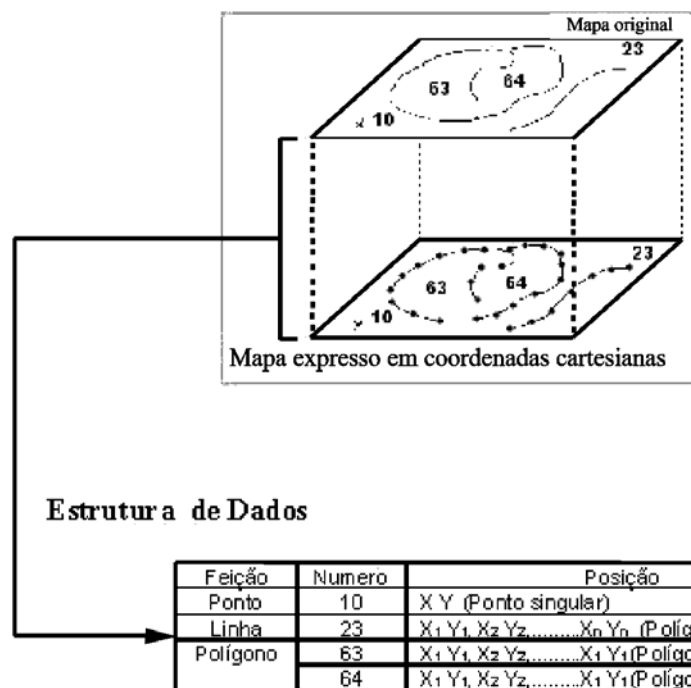 Mapa original
23
63
64
10
23
63
64
10
Mapa expresso em coordenadas cartesianas
Estrutura de Dados
Feição Numero Posição
Ponto 10 X Y (Ponto singular)
Linha 23 X₁ Y₁, X₂ Y₂,.........Xₙ Yₙ (Políg
Polígono 63 X₁ Y₁, X₂ Y₂,.........X₁ Y₁(Polígo
64 X₁ Y₁, X₂ Y₂,.........X₁ Y₁(Polígo